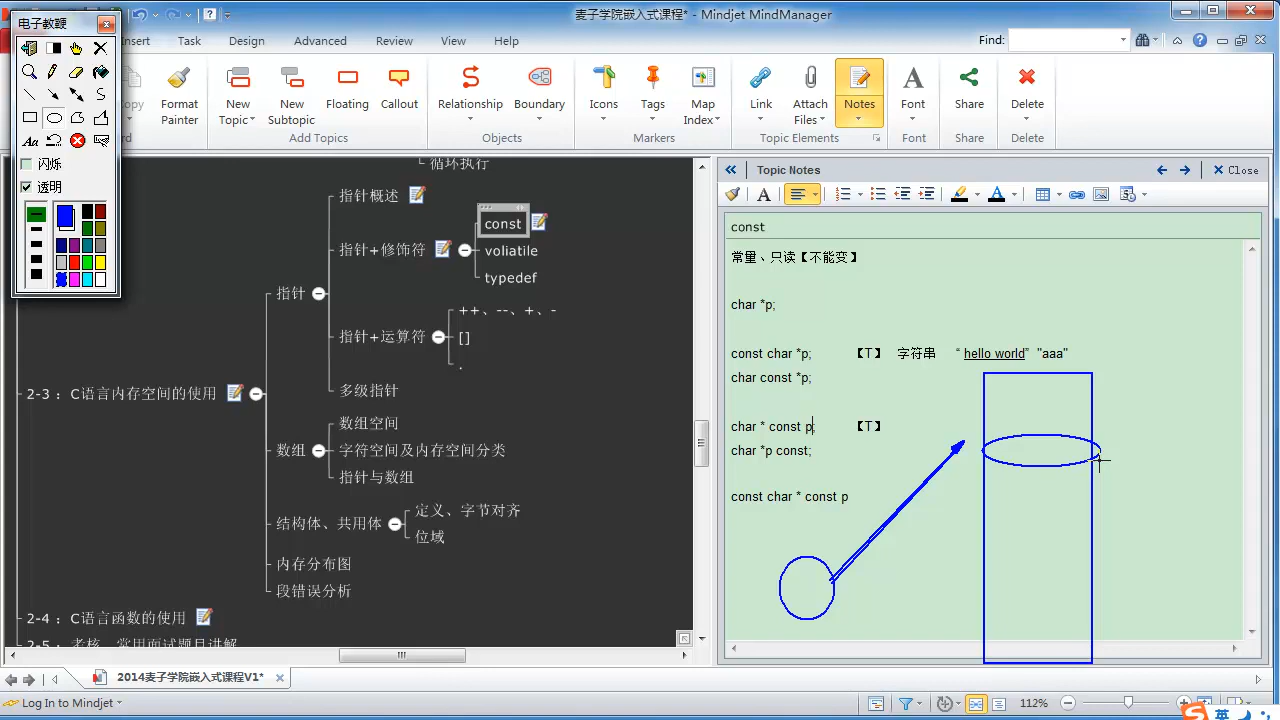 电子教鞭
麦子学院嵌入式课程* - Mindjet MindManager
Insert Task Design Advanced Review View Help
Find:
Copy
Format Painter
New Topic
New Subtopic
Floating
Callout
Relationship
Boundary
Icons
Tags
Map Index
Link
Attach Files
Notes
Font
Share
Delete
Add Topics
Objects
Markers
Topic Elements
Font
Share
Delete
闪烁
透明
循环执行
指针概述
const
指针+修饰符
voliatile
typedef
指针
++、--、+、-
指针+运算符
[]
.
多级指针
2-3 : C语言内存空间的使用
数组空间
数组
字符空间及内存空间分类
指针与数组
结构体、共用体
定义、字节对齐
位域
内存分布图
段错误分析
2-4 : C语言函数的使用
Topic Notes
Close
const
常量、只读【不能变】
char *p;
const char *p; 【T】 字符串 “ hello world” "aaa"
char const *p;
char * const p; 【T】
char *p const;
const char * const p
2014麦子学院嵌入式课程V1*
Log In to Mindjet
112%
英